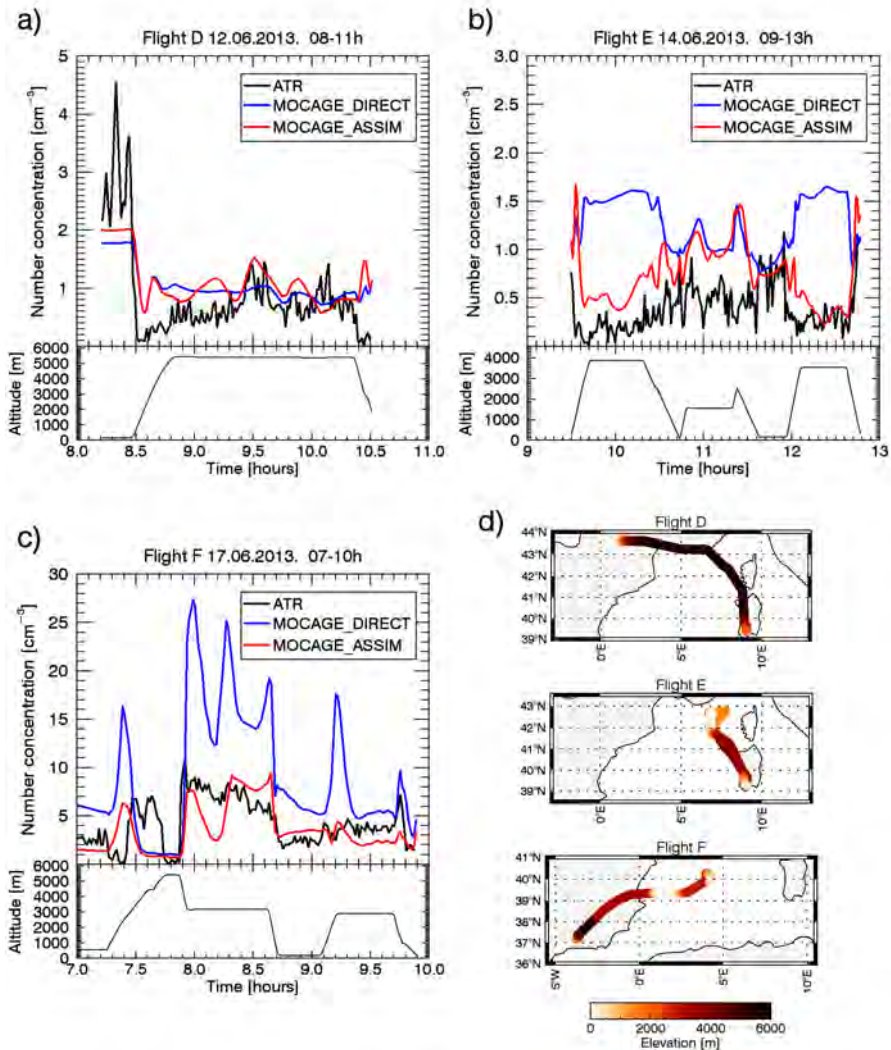 a)
Flight D 12.06.2013. 08-11h
Number concentration [cm⁻³]
5
4
3
2
1
ATR
MOCAGE_DIRECT
MOCAGE_ASSIM
Altitude [m]
6000
5000
4000
3000
2000
1000
0
8.0 8.5 9.0 9.5 10.0 10.5 11.0
Time [hours]
b)
Flight E 14.06.2013. 09-13h
Number concentration [cm⁻³]
3.0
2.5
2.0
1.5
1.0
0.5
ATR
MOCAGE_DIRECT
MOCAGE_ASSIM
Altitude [m]
4000
3000
2000
1000
0
9 10 11 12 13
Time [hours]
c)
Flight F 17.06.2013. 07-10h
Number concentration [cm⁻³]
30
25
20
15
10
5
ATR
MOCAGE_DIRECT
MOCAGE_ASSIM
Altitude [m]
6000
5000
4000
3000
2000
1000
0
7.0 7.5 8.0 8.5 9.0 9.5 10.0
Time [hours]
d)
Flight D
44°N
43°N
42°N
41°N
40°N
39°N
0°E 5°E 10°E
Flight E
43°N
42°N
41°N
40°N
39°N
0°E 5°E 10°E
Flight F
41°N
40°N
39°N
38°N
37°N
36°N
5°W 0°E 5°E 10°E
0 2000 4000 6000
Elevation [m]